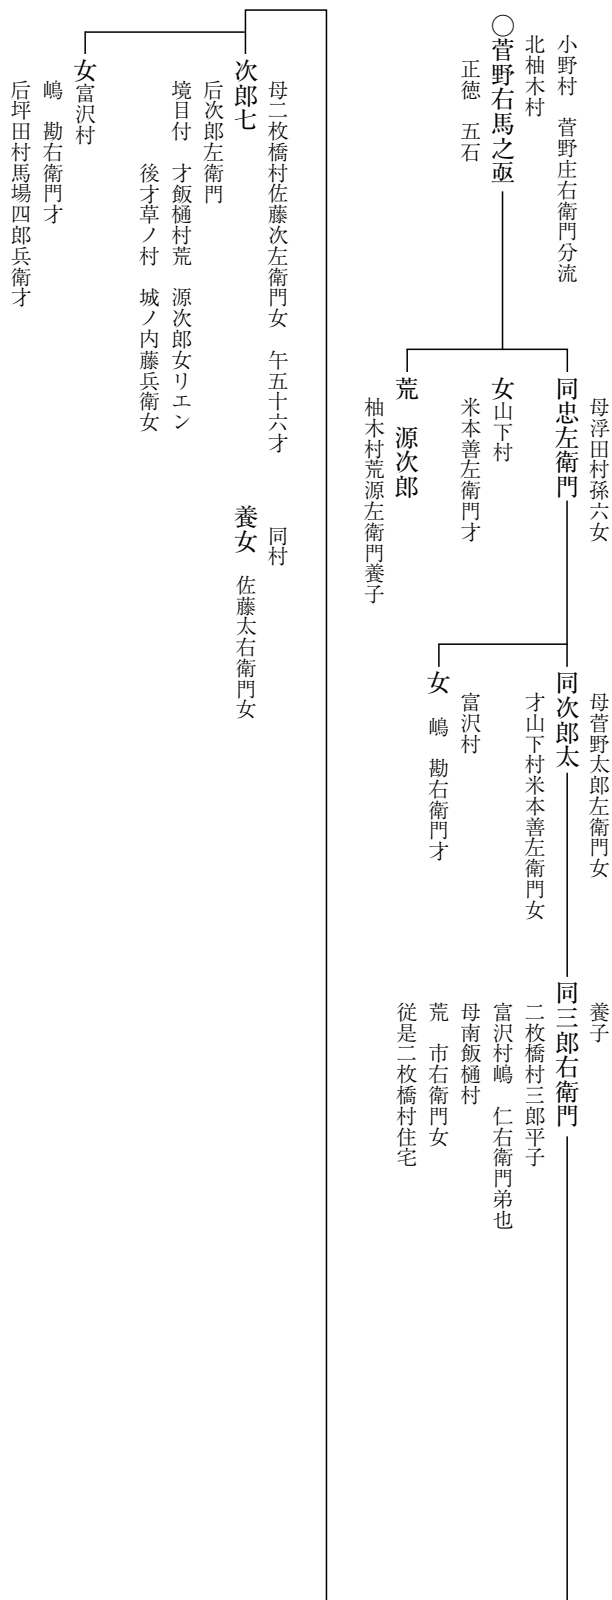 小野村　菅野庄右衛門分流
北柚木村
〇菅野右馬之亟
正徳　五石
母浮田村孫六女
同忠左衛門
女山下村
米本善左衛門才
荒　源次郎
柚木村荒源左衛門養子
母菅野太郎左衛門女
同次郎太
才山下村米本善左衛門女
富沢村
女　嶋　勘右衛門才
養子
同三郎右衛門
二枚橋村三郎平子
富沢村嶋　仁右衛門弟也
母南飯樋村
荒　市右衛門女
従是二枚橋村住宅
母二枚橋村佐藤次左衛門女　午五十六才
次郎七
后次郎左衛門
境目付　才飯樋村荒　源次郎女リエン
後才草ノ村　城ノ内藤兵衛女
同村
養女　佐藤太右衛門女
女富沢村
嶋　勘右衛門才
后坪田村馬場四郎兵衛才